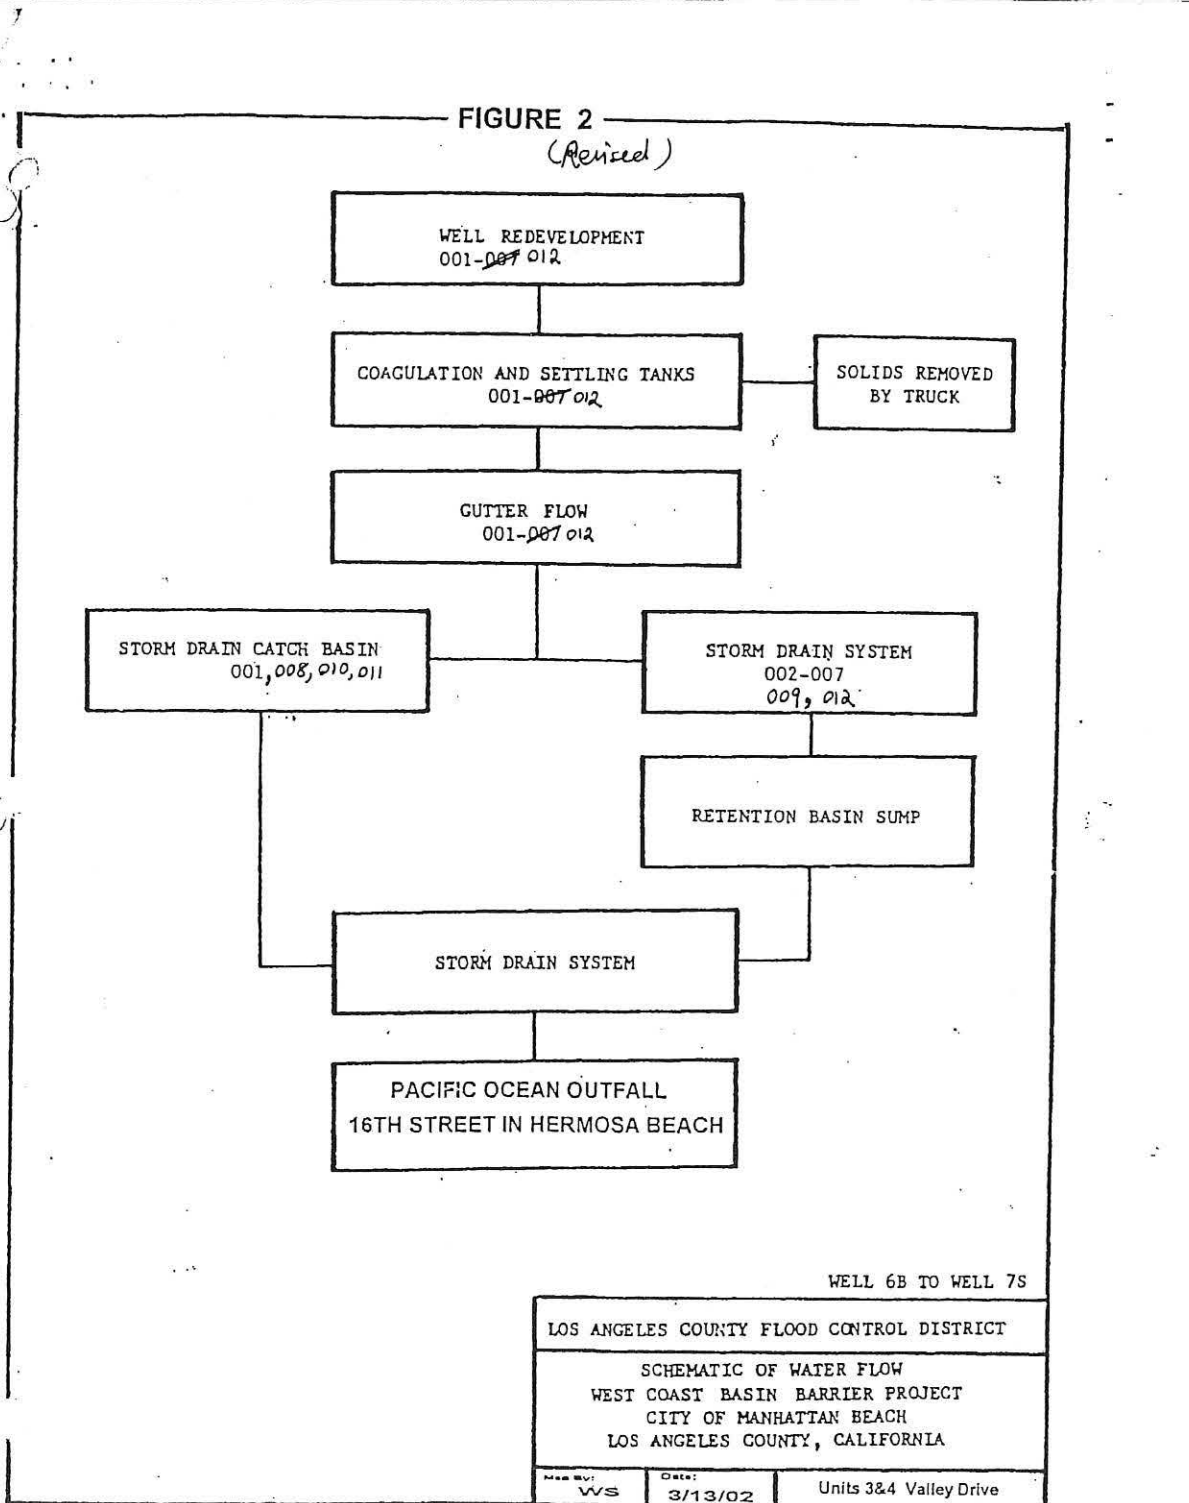 FIGURE 2
(Revised)
WELL REDEVELOPMENT
001-007 012
COAGULATION AND SETTLING TANKS
001-007 012
SOLIDS REMOVED
BY TRUCK
GUTTER FLOW
001-007 012
STORM DRAIN CATCH BASIN
001, 008, 010, 011
STORM DRAIN SYSTEM
002-007
009, 012
RETENTION BASIN SUMP
STORM DRAIN SYSTEM
PACIFIC OCEAN OUTFALL
16TH STREET IN HERMOSA BEACH
WELL 6B TO WELL 7S
LOS ANGELES COUNTY FLOOD CONTROL DISTRICT
SCHEMATIC OF WATER FLOW
WEST COAST BASIN BARRIER PROJECT
CITY OF MANHATTAN BEACH
LOS ANGELES COUNTY, CALIFORNIA
By: Date:
WS 3/13/02 Units 3&4 Valley Drive